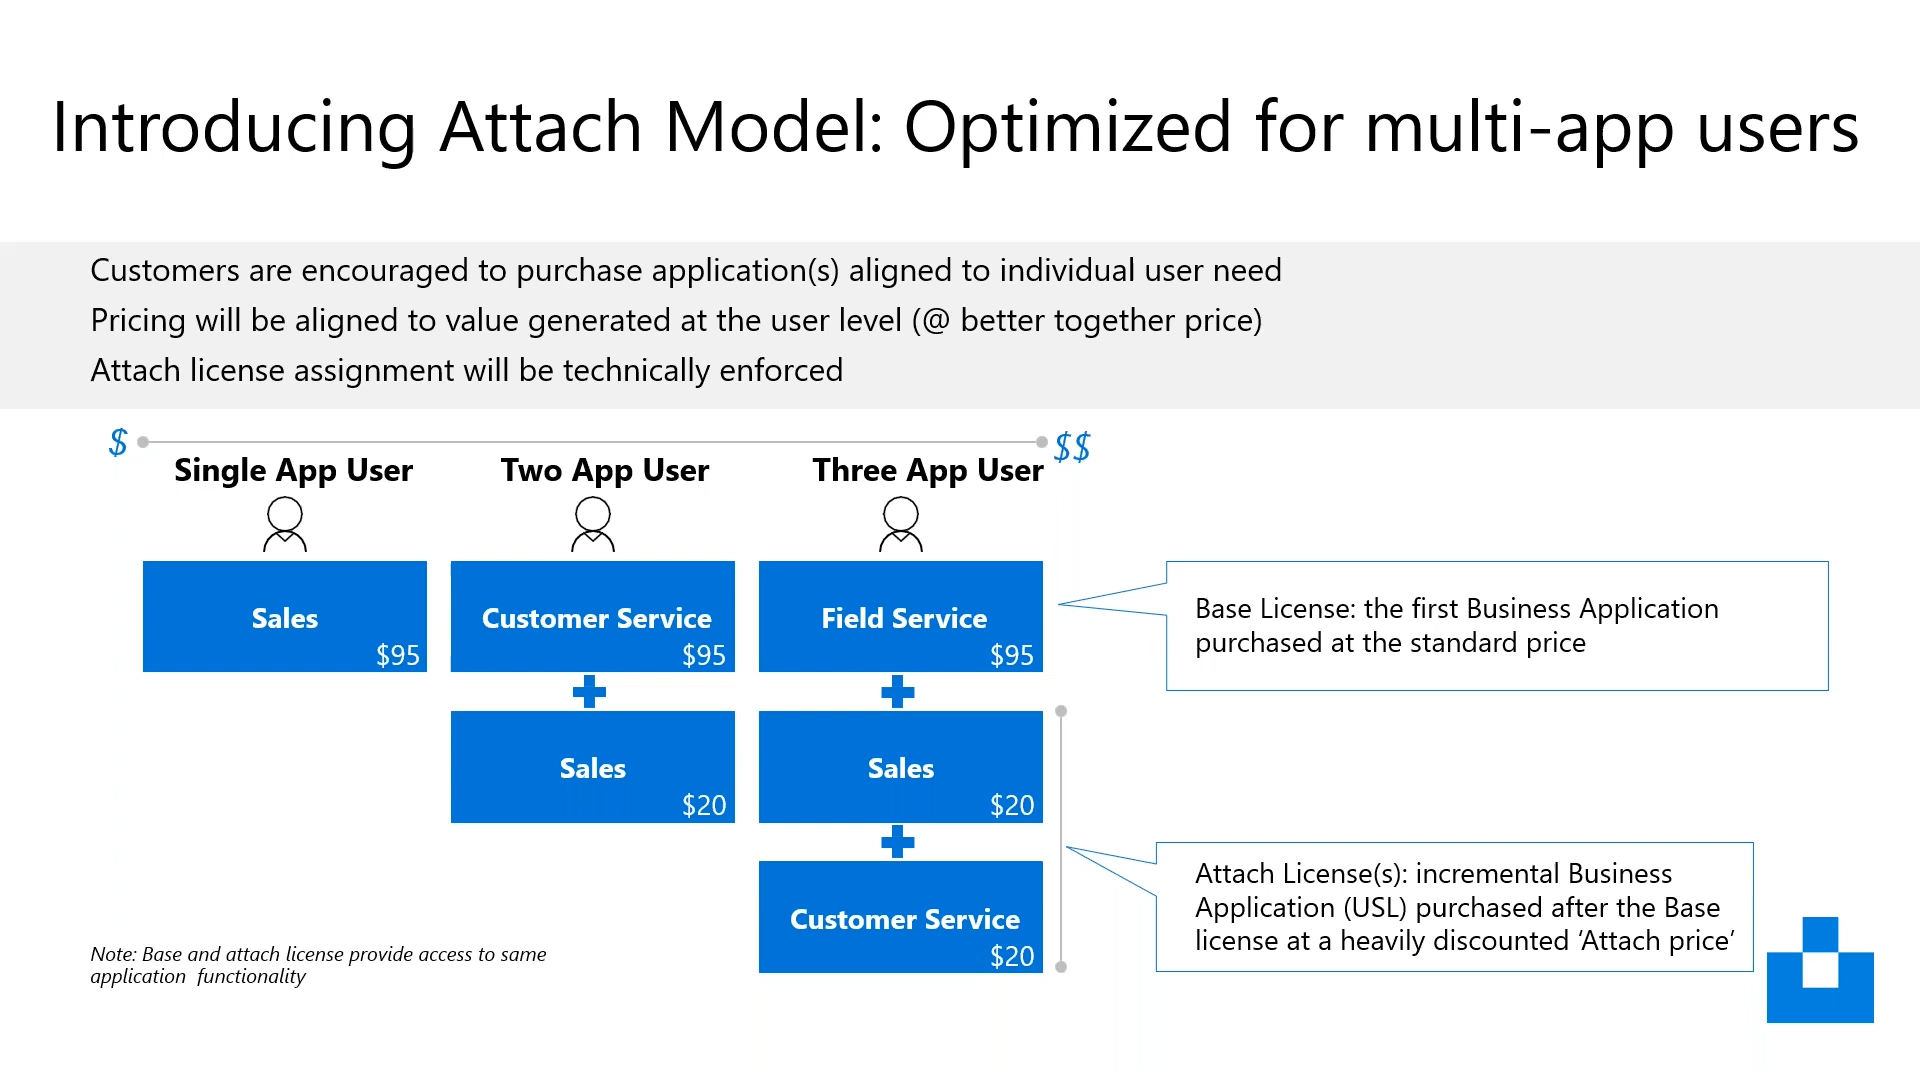 Introducing Attach Model: Optimized for multi-app users
Customers are encouraged to purchase application(s) aligned to individual user need
Pricing will be aligned to value generated at the user level (@ better together price)
Attach license assignment will be technically enforced
$
$$
Single App User
Two App User
Three App User
Sales
$95
Customer Service
$95
Field Service
$95
Base License: the first Business Application
purchased at the standard price
Sales
$20
Sales
$20
Customer Service
$20
Attach License(s): incremental Business
Application (USL) purchased after the Base
license at a heavily discounted ‘Attach price’
Note: Base and attach license provide access to same
application  functionality